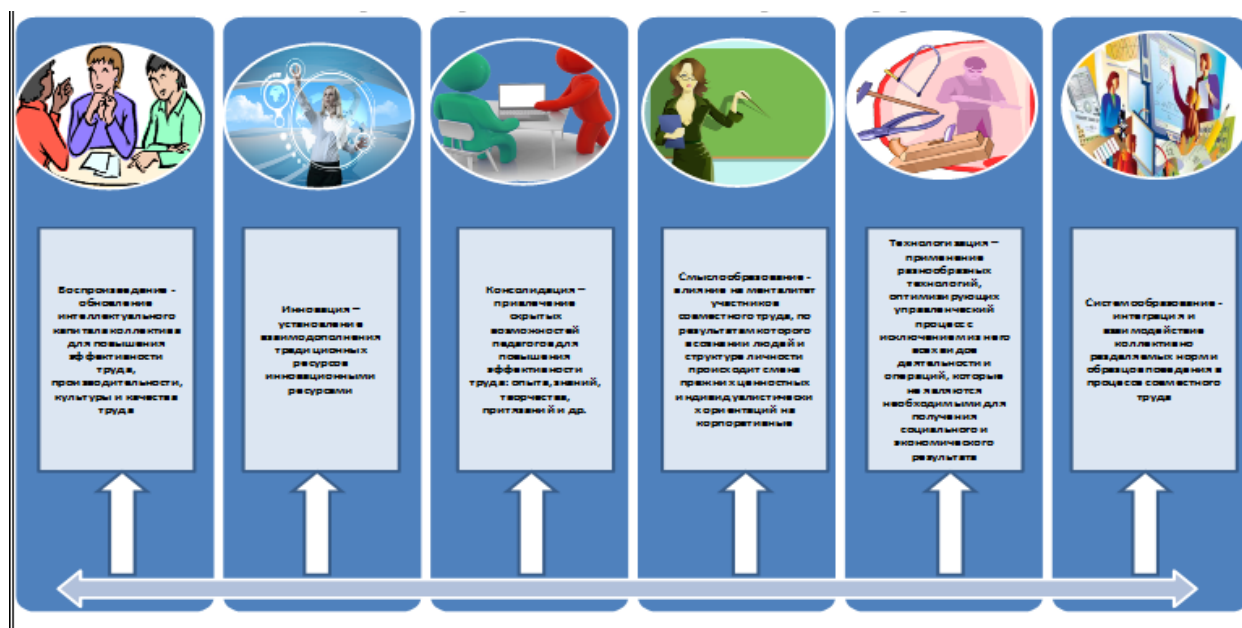 Воспроизведение -
обновление
интеллектуального
капитала коллектива
для повышения
эффективности
труда,
производительности,
культуры и качества
труда
Инновация –
установление
взаимодополнения
традиционных
ресурсов
инновационными
ресурсами
Консолидация –
привлечение
скрытых
возможностей
педагогов для
повышения
эффективности
труда: опыта, знаний,
творчества,
притязаний и др.
Смыслообразование -
влияние на менталитет
участников
совместного труда, по
результатам которого
в сознании людей и
структуре личности
происходит смена
прежних ценностных
индивидуалистически
х ориентаций на
корпоративные
Технологизация –
применение
разнообразных
технологий,
оптимизирующих
управленческий
процесс с
исключением из него
всех видов
деятельности и
операций, которые
не являются
необходимыми для
получения
социального и
экономического
результата
Системообразование -
интеграция и
взаимодействие
коллективно
разделяемых норм и
образцов поведения в
процессе совместного
труда